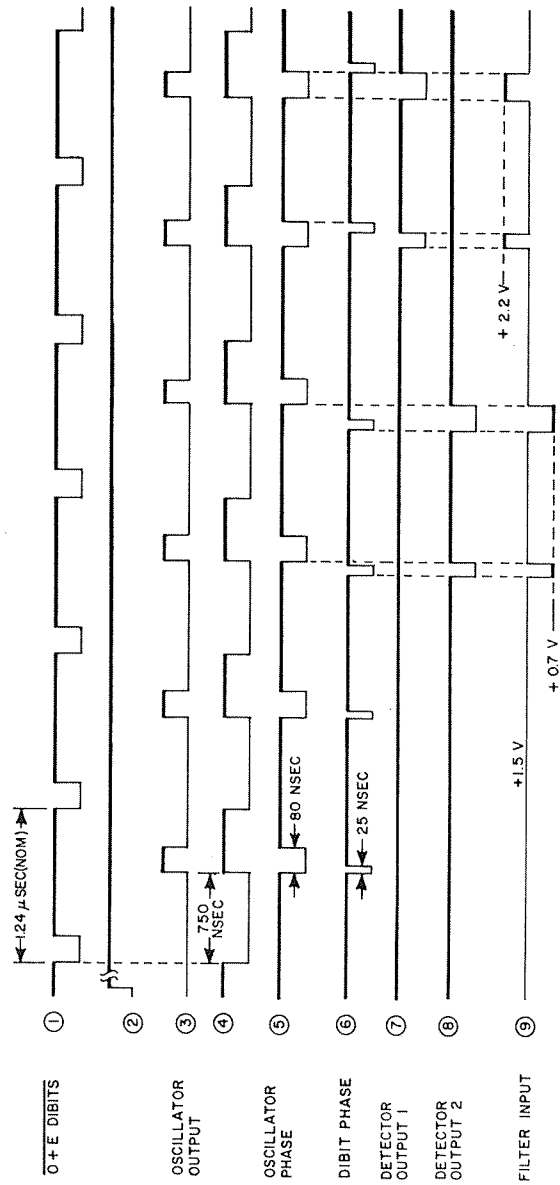 O+E DIBITS
①
1.24 μSEC(NOM)
②
OSCILLATOR
OUTPUT
③
④
750
NSEC
OSCILLATOR
PHASE
⑤
80 NSEC
DIBIT PHASE
⑥
25 NSEC
DETECTOR
OUTPUT 1
⑦
DETECTOR
OUTPUT 2
⑧
FILTER INPUT
⑨
+1.5 V
+ 0.7 V
+ 2.2 V